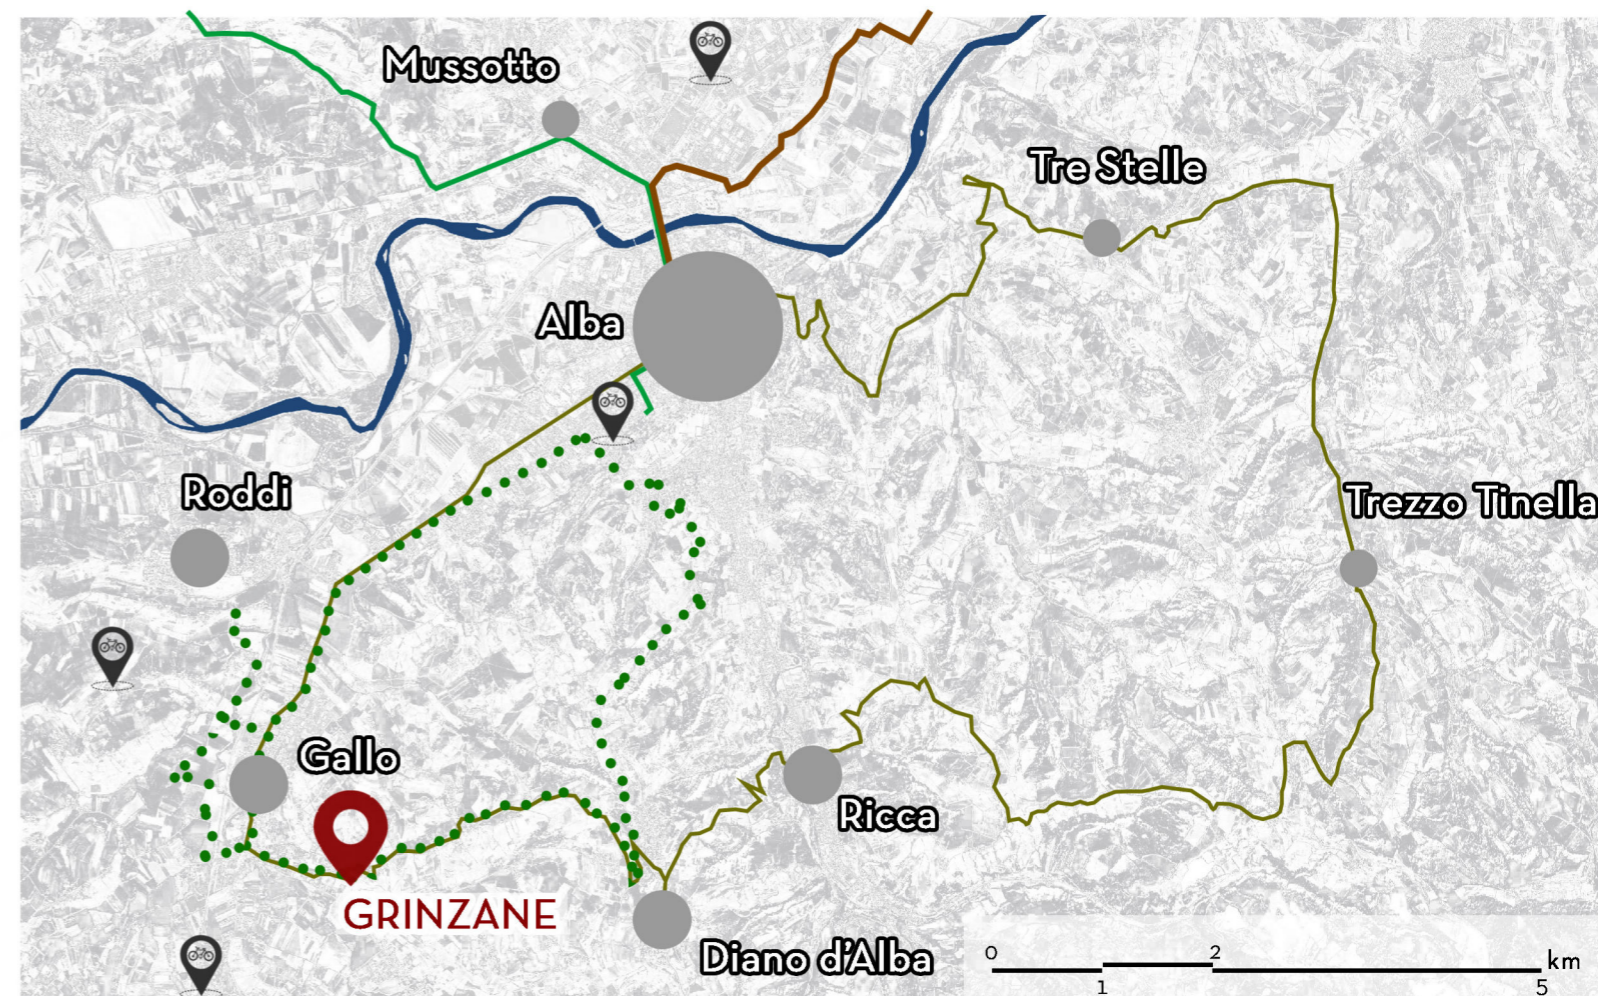 Mussotto
Tre Stelle
Alba
Roddi
Trezzo Tinella
Gallo
Ricca
GRINZANE
Diano d'Alba
0 2 km
1 5